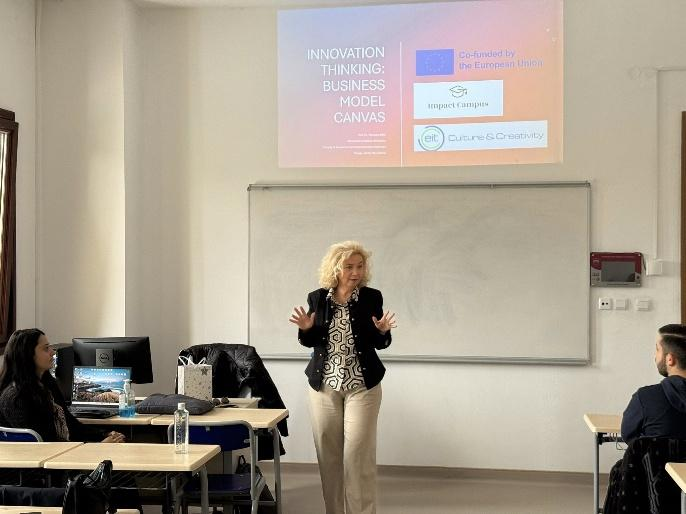 INNOVATION
THINKING:
BUSINESS
MODEL
CANVAS
Co-funded by
the European Union
Impact Campus
eit Culture & Creativity